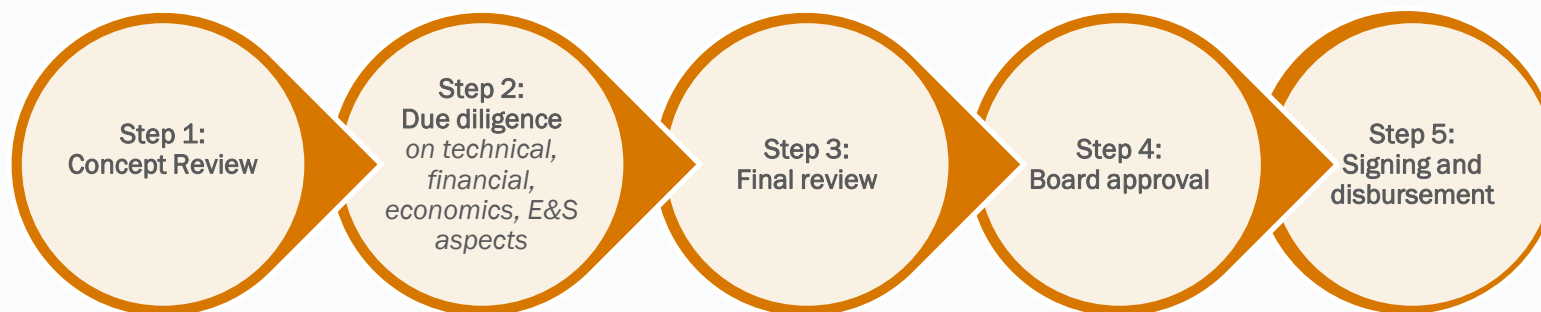 Step 1:
Concept Review
Step 2:
Due diligence
on technical,
financial,
economics, E&S
aspects
Step 3:
Final review
Step 4:
Board approval
Step 5:
Signing and
disbursement